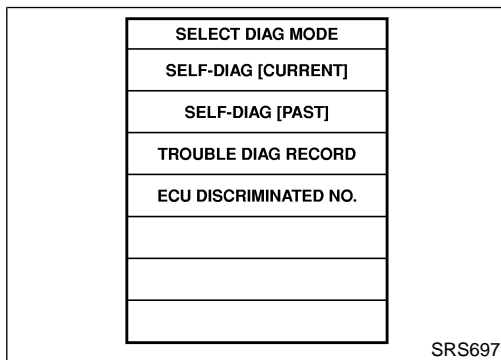 SELECT DIAG MODE
SELF-DIAG [CURRENT]
SELF-DIAG [PAST]
TROUBLE DIAG RECORD
ECU DISCRIMINATED NO.
SRS697